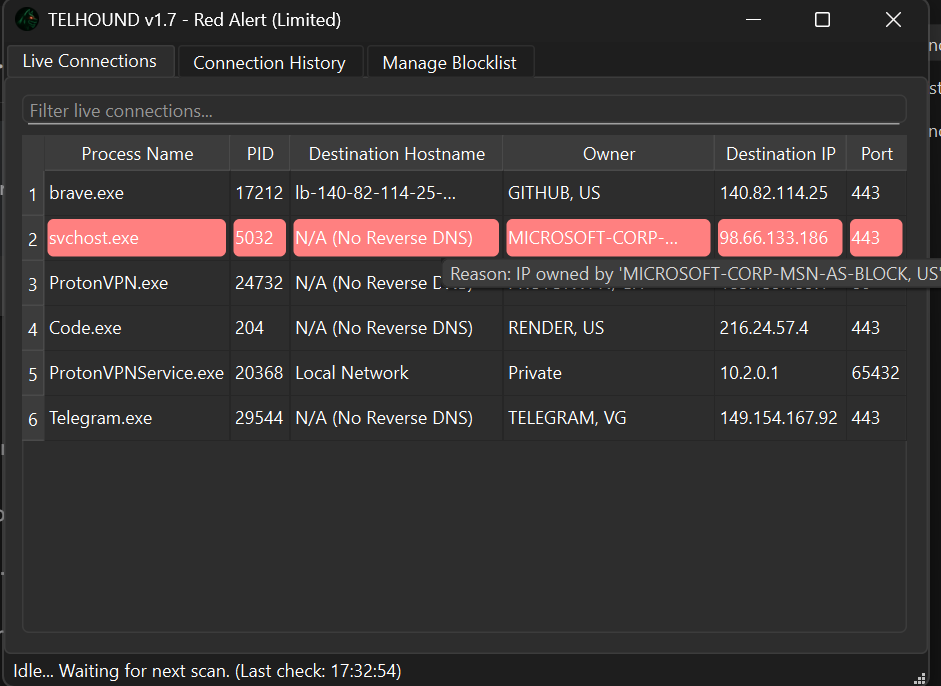 TELHOUND v1.7 - Red Alert (Limited)
Live Connections Connection History Manage Blocklist
Filter live connections...
Process Name PID Destination Hostname Owner Destination IP Port
1 brave.exe 17212 lb-140-82-114-25-... GITHUB, US 140.82.114.25 443
2 svchost.exe 5032 N/A (No Reverse DNS) MICROSOFT-CORP-... 98.66.133.186 443
Reason: IP owned by 'MICROSOFT-CORP-MSN-AS-BLOCK, US'
3 ProtonVPN.exe 24732 N/A (No Reverse DNS)
4 Code.exe 204 N/A (No Reverse DNS) RENDER, US 216.24.57.4 443
5 ProtonVPNService.exe 20368 Local Network Private 10.2.0.1 65432
6 Telegram.exe 29544 N/A (No Reverse DNS) TELEGRAM, VG 149.154.167.92 443
Idle... Waiting for next scan. (Last check: 17:32:54)